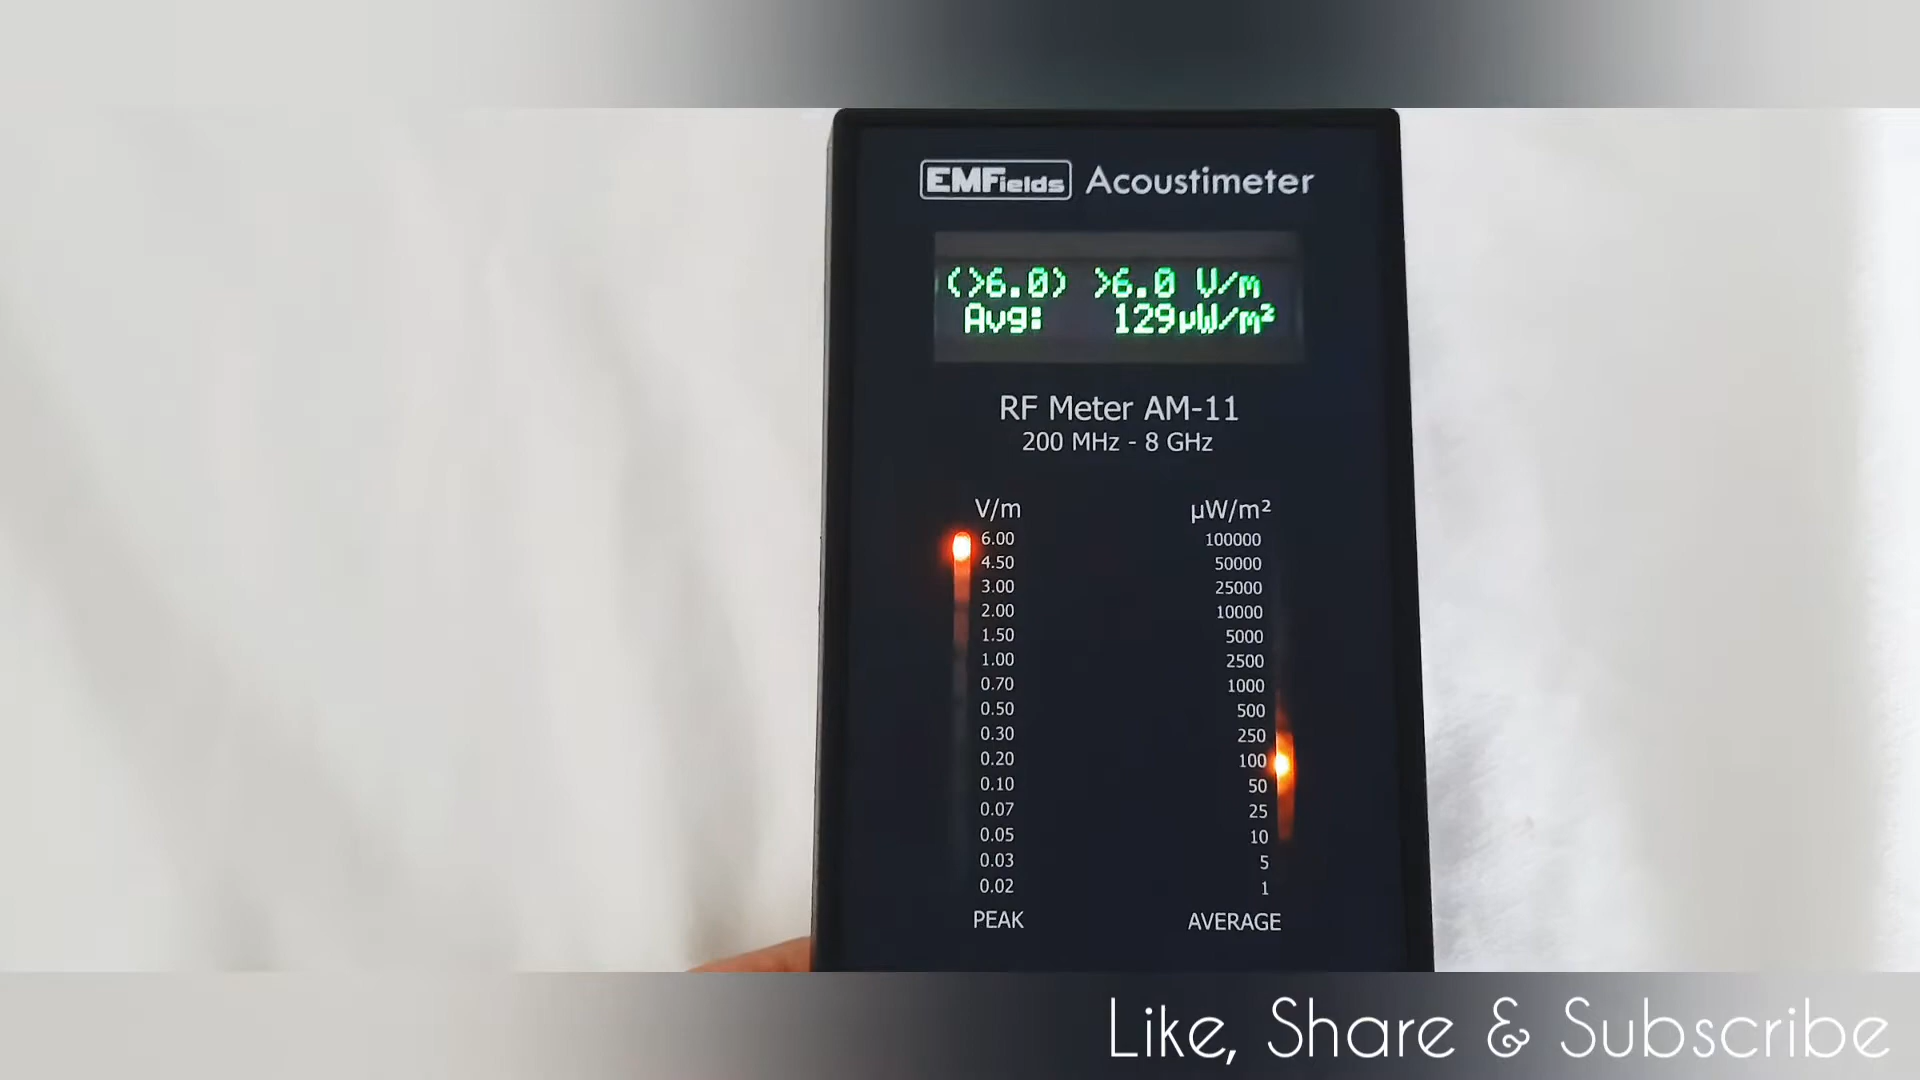 EMFields Acoustimeter
(>6.0) >6.0 V/m
Avg: 129µW/m²
RF Meter AM-11
200 MHz - 8 GHz
V/m µW/m²
6.00 100000
4.50 50000
3.00 25000
2.00 10000
1.50 5000
1.00 2500
0.70 1000
0.50 500
0.30 250
0.20 100
0.10 50
0.07 25
0.05 10
0.03 5
0.02 1
PEAK AVERAGE
Like, Share & Subscribe